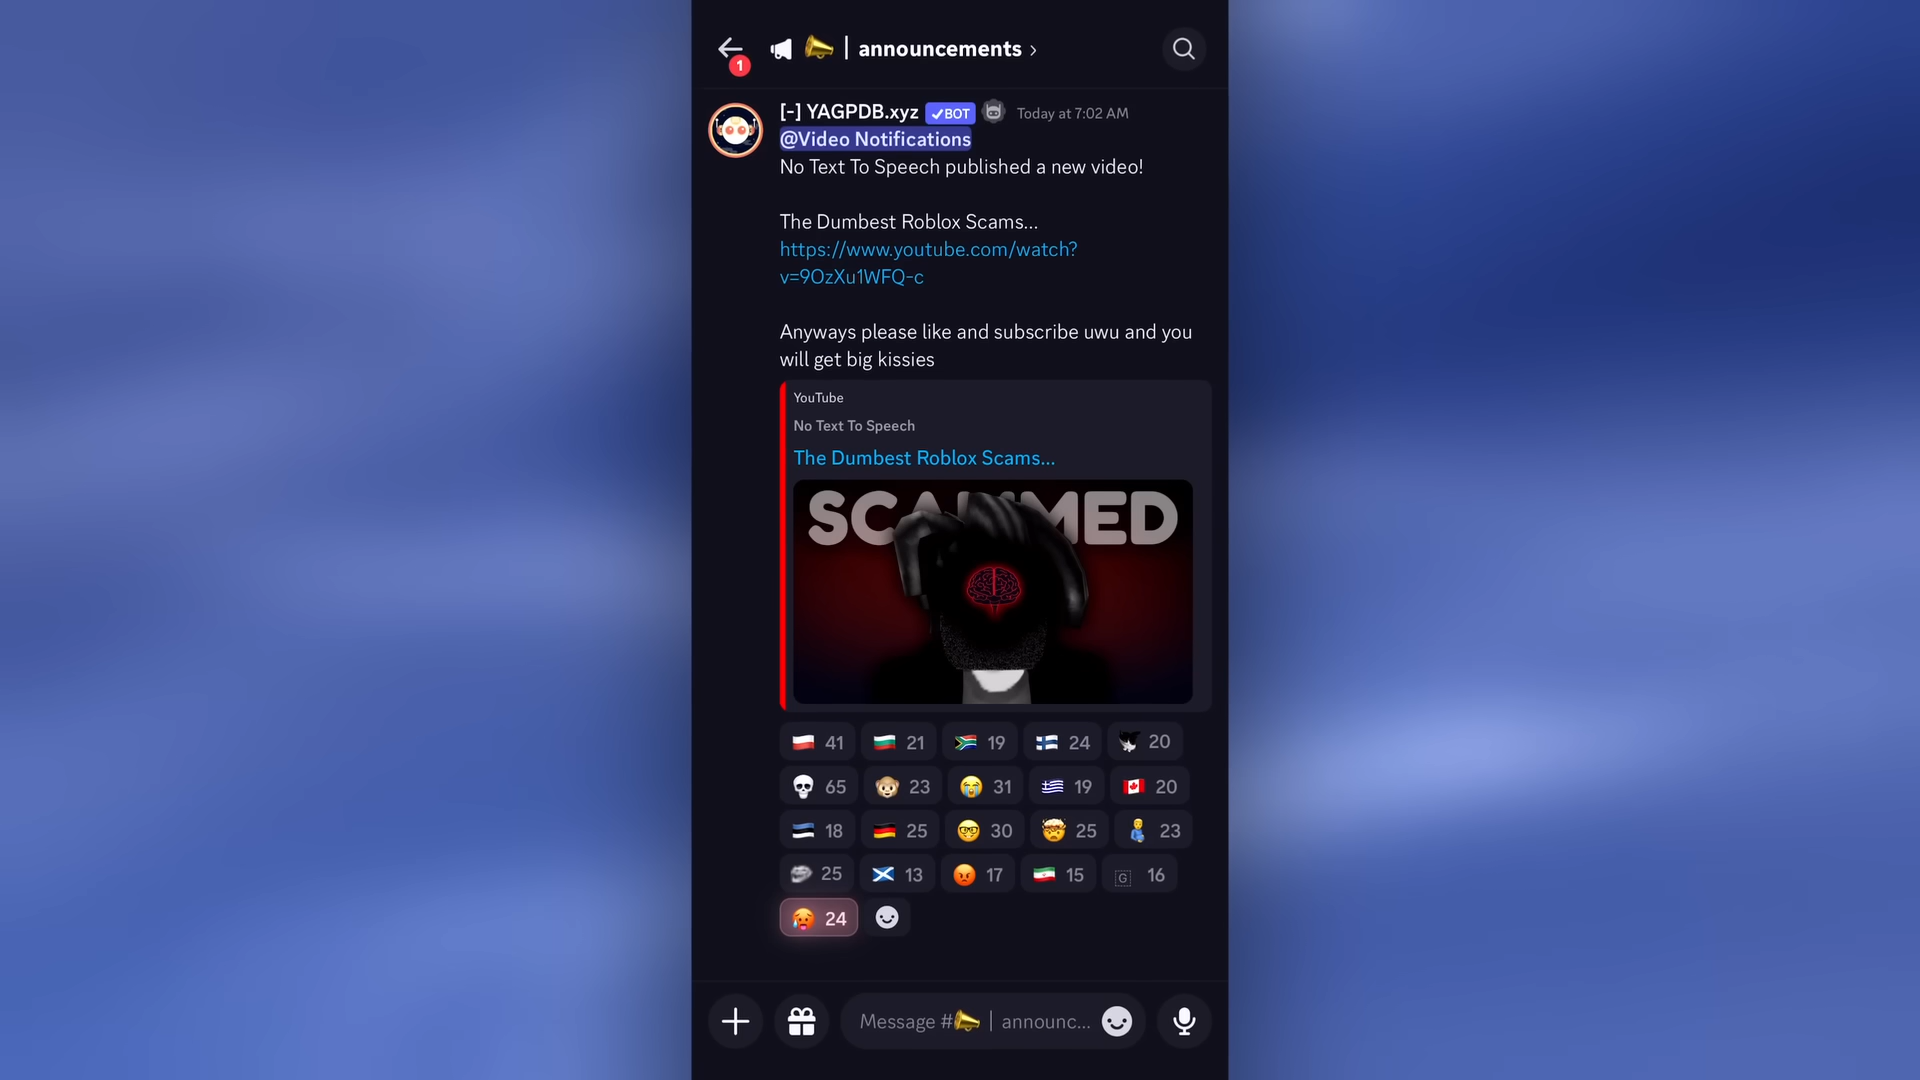 1
📣 | announcements ›
[-] YAGPDB.xyz ✓BOT Today at 7:02 AM
@Video Notifications
No Text To Speech published a new video!
The Dumbest Roblox Scams...
https://www.youtube.com/watch?
v=9OzXu1WFQ-c
Anyways please like and subscribe uwu and you
will get big kissies
YouTube
No Text To Speech
The Dumbest Roblox Scams...
SCAMMED
41 21 19 24 20
65 23 31 19 20
18 25 30 25 23
25 13 17 15 G 16
24
Message #📣 | announc...